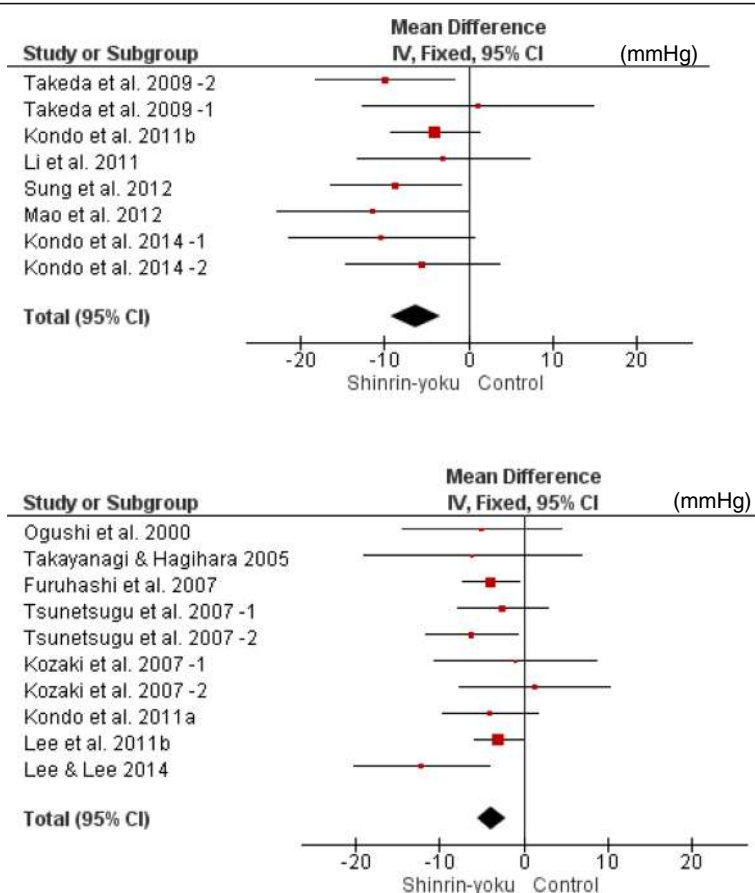 Mean Difference
Study or Subgroup IV, Fixed, 95% CI (mmHg)
Takeda et al. 2009 -2
Takeda et al. 2009 -1
Kondo et al. 2011b
Li et al. 2011
Sung et al. 2012
Mao et al. 2012
Kondo et al. 2014 -1
Kondo et al. 2014 -2
Total (95% CI)
-20 -10 0 10 20
Shinrin-yoku Control
Mean Difference
Study or Subgroup IV, Fixed, 95% CI (mmHg)
Ogushi et al. 2000
Takayanagi & Hagihara 2005
Furuhashi et al. 2007
Tsunetsugu et al. 2007 -1
Tsunetsugu et al. 2007 -2
Kozaki et al. 2007 -1
Kozaki et al. 2007 -2
Kondo et al. 2011a
Lee et al. 2011b
Lee & Lee 2014
Total (95% CI)
-20 -10 0 10 20
Shinrin-yoku Control